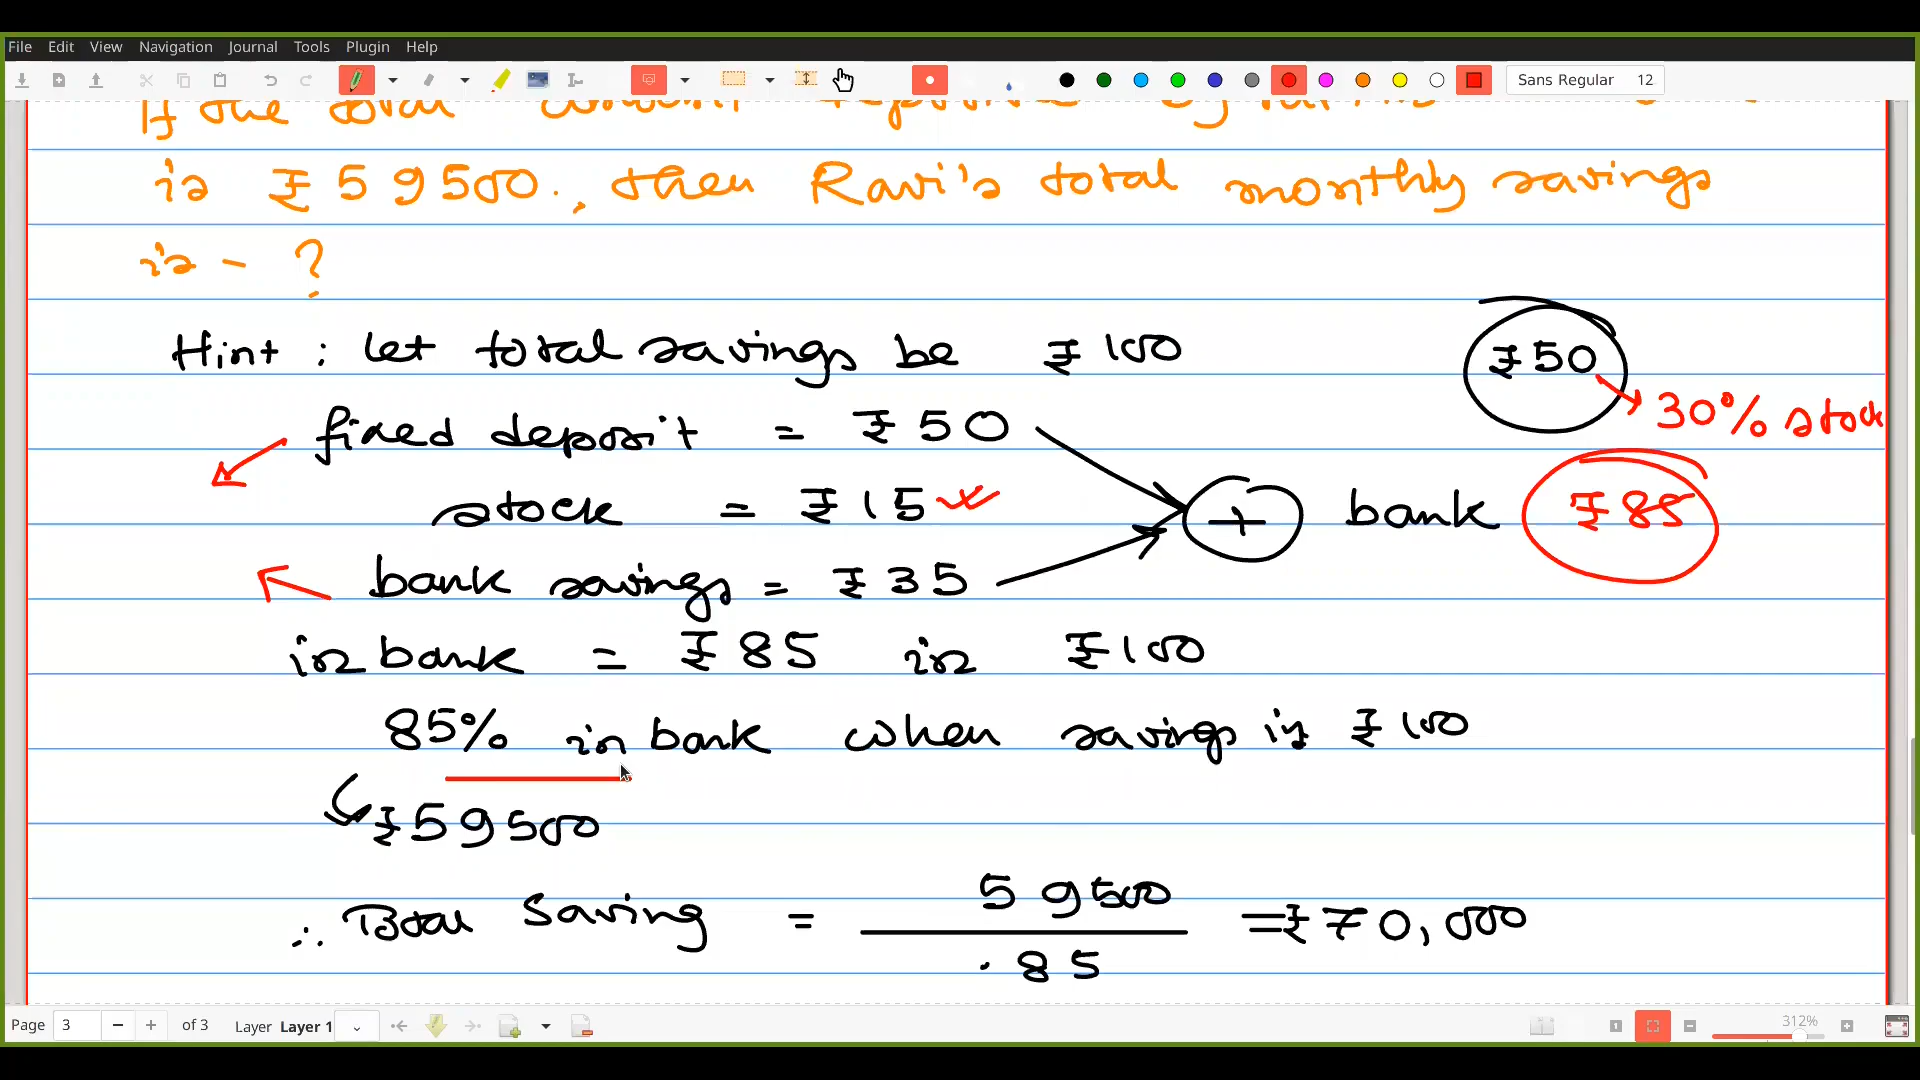 File Edit View Navigation Journal Tools Plugin Help
Sans Regular 12
If the total
is ₹59500., then Ravi's total monthly savings
is - ?
Hint : let total savings be ₹100
₹50
30% stock
fixed deposit = ₹50
stock = ₹15
+ bank ₹85
bank savings = ₹35
in bank = ₹85 in ₹100
85% in bank when savings is ₹100
₹59500
∴ Total Saving = 59500 / .85 = ₹70,000
Page 3 of 3 Layer Layer 1 312%